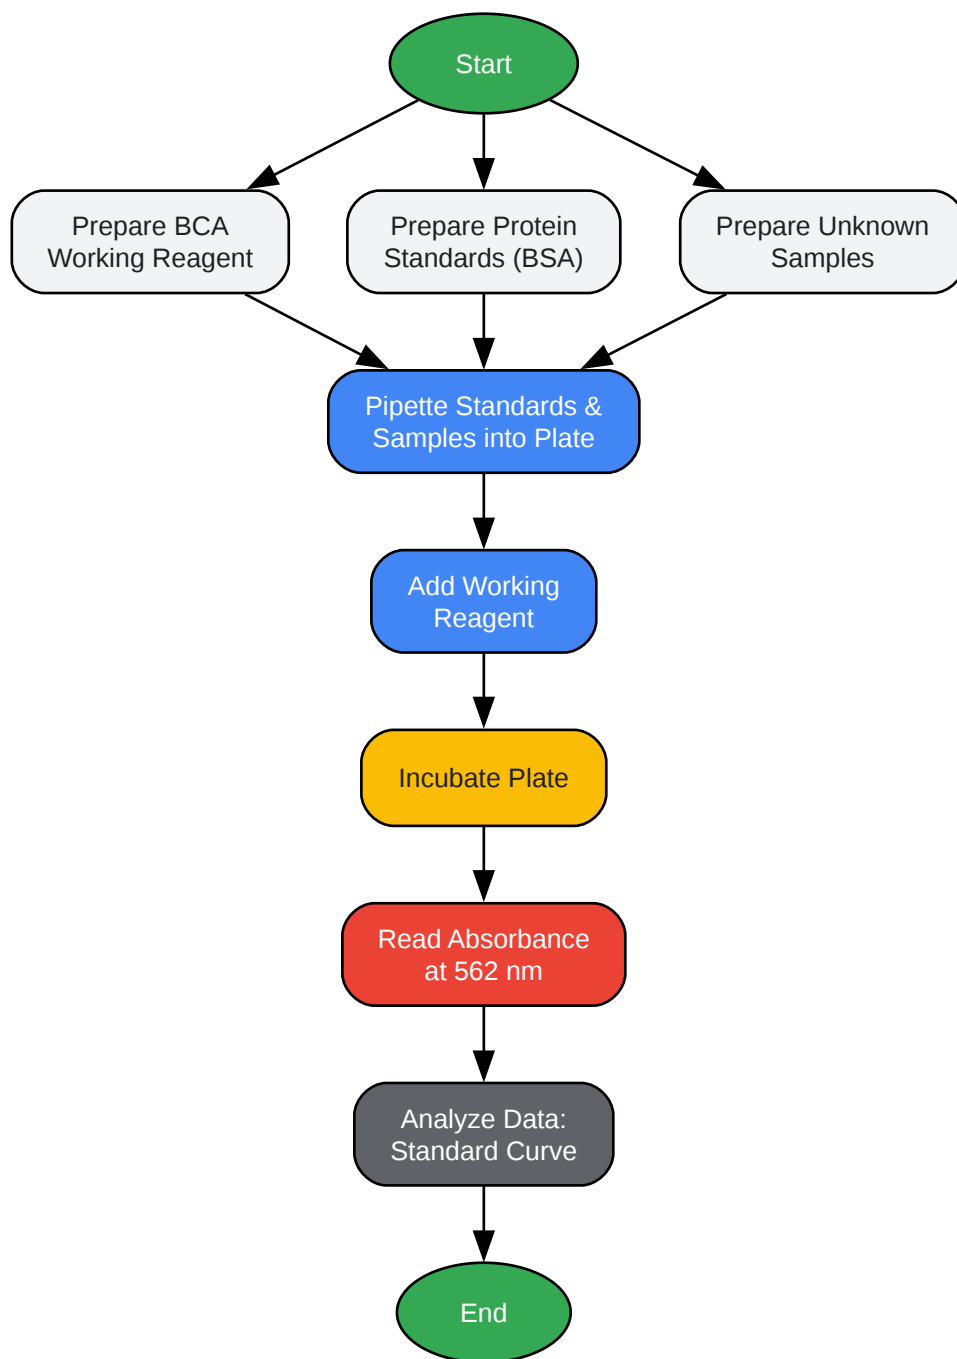 Start
Prepare BCA
Working Reagent
Prepare Protein
Standards (BSA)
Prepare Unknown
Samples
Pipette Standards &
Samples into Plate
Add Working
Reagent
Incubate Plate
Read Absorbance
at 562 nm
Analyze Data:
Standard Curve
End